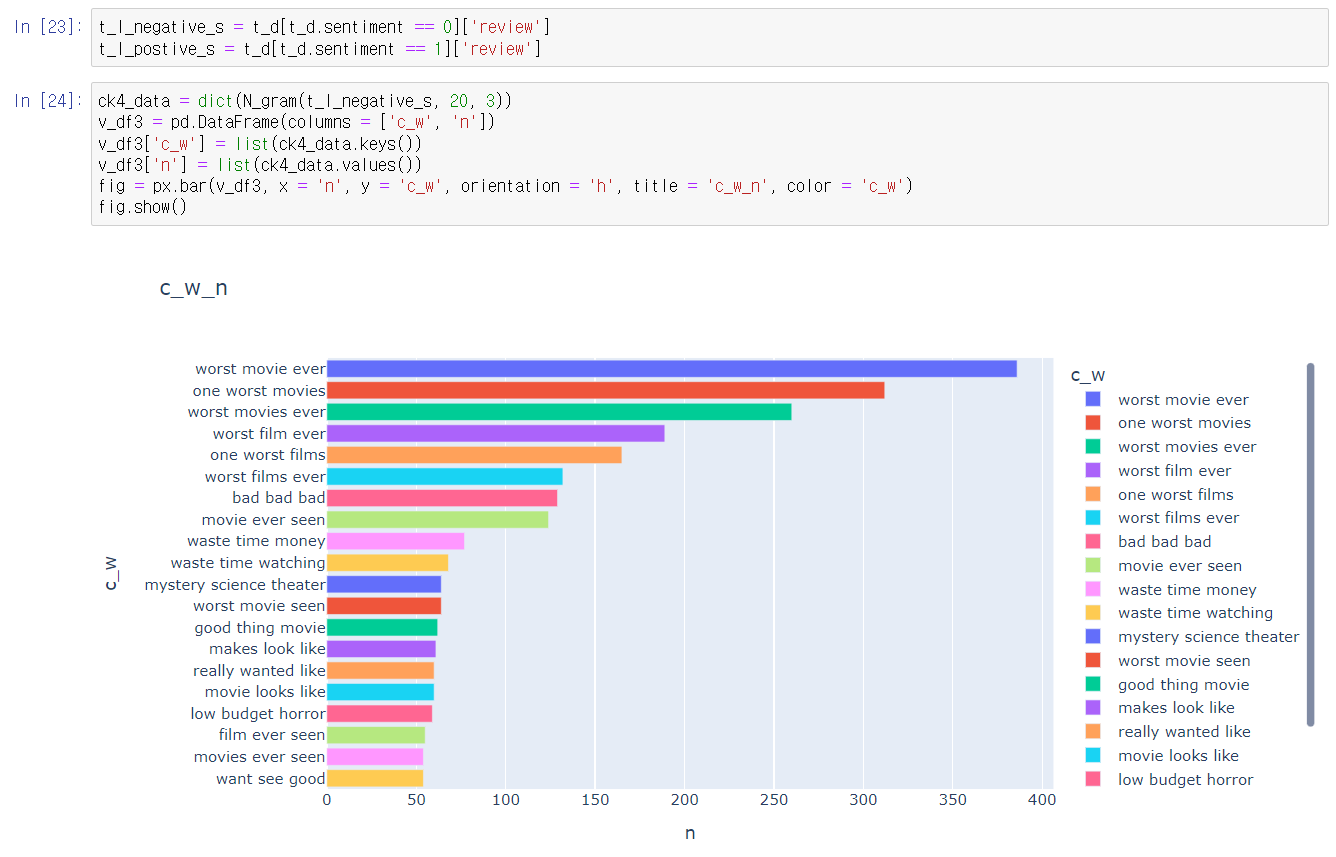 In [23]:
t_l_negative_s = t_d[t_d.sentiment == 0]['review']
t_l_postive_s = t_d[t_d.sentiment == 1]['review']
In [24]:
ck4_data = dict(N_gram(t_l_negative_s, 20, 3))
v_df3 = pd.DataFrame(columns = ['c_w', 'n'])
v_df3['c_w'] = list(ck4_data.keys())
v_df3['n'] = list(ck4_data.values())
fig = px.bar(v_df3, x = 'n', y = 'c_w', orientation = 'h', title = 'c_w_n', color = 'c_w')
fig.show()
c_w_n
worst movie ever
one worst movies
worst movies ever
worst film ever
one worst films
worst films ever
bad bad bad
movie ever seen
waste time money
waste time watching
mystery science theater
worst movie seen
good thing movie
makes look like
really wanted like
movie looks like
low budget horror
film ever seen
movies ever seen
want see good
c_w
0 50 100 150 200 250 300 350 400
n
c_w
worst movie ever
one worst movies
worst movies ever
worst film ever
one worst films
worst films ever
bad bad bad
movie ever seen
waste time money
waste time watching
mystery science theater
worst movie seen
good thing movie
makes look like
really wanted like
movie looks like
low budget horror